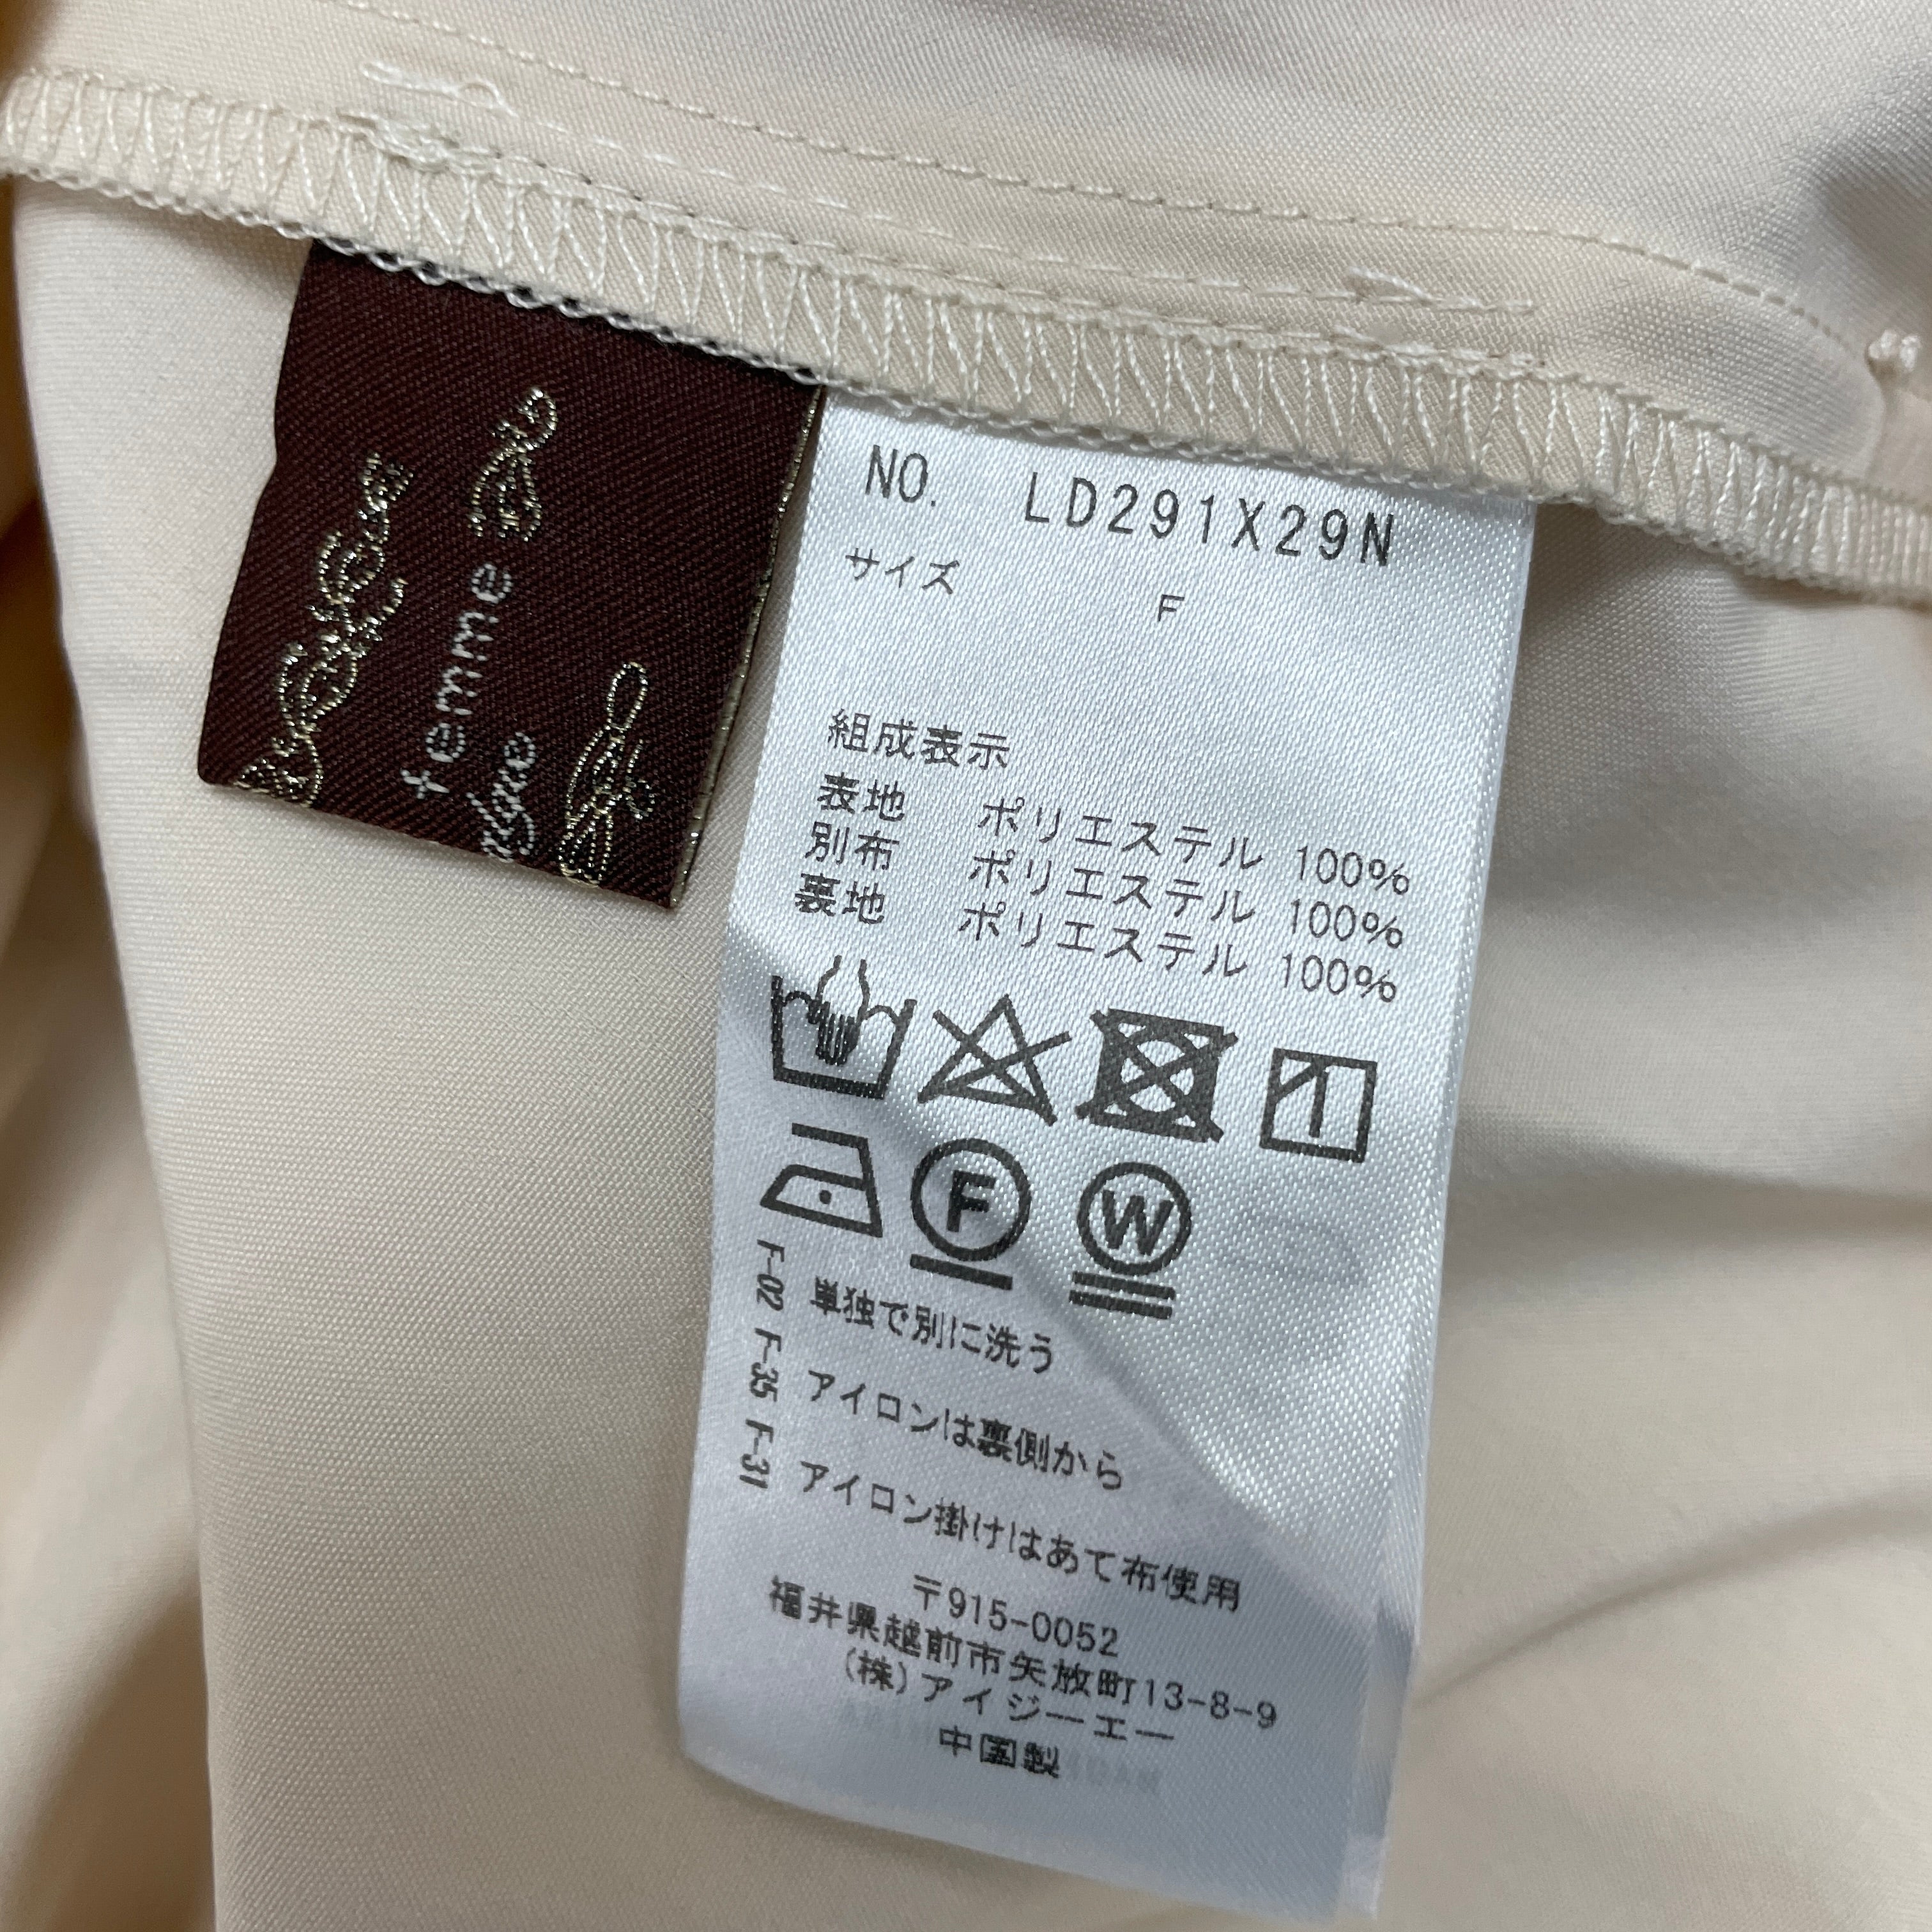 femme
NO. LD291X29N
サイズ F
組成表示
表地 ポリエステル 100%
別布 ポリエステル 100%
裏地 ポリエステル 100%
F
W
F-02 単独で別に洗う
F-35 アイロンは裏側から
F-31 アイロン掛けはあて布使用
〒915-0052
福井県越前市矢放町13-8-9
(株)アイジーエー
中国製